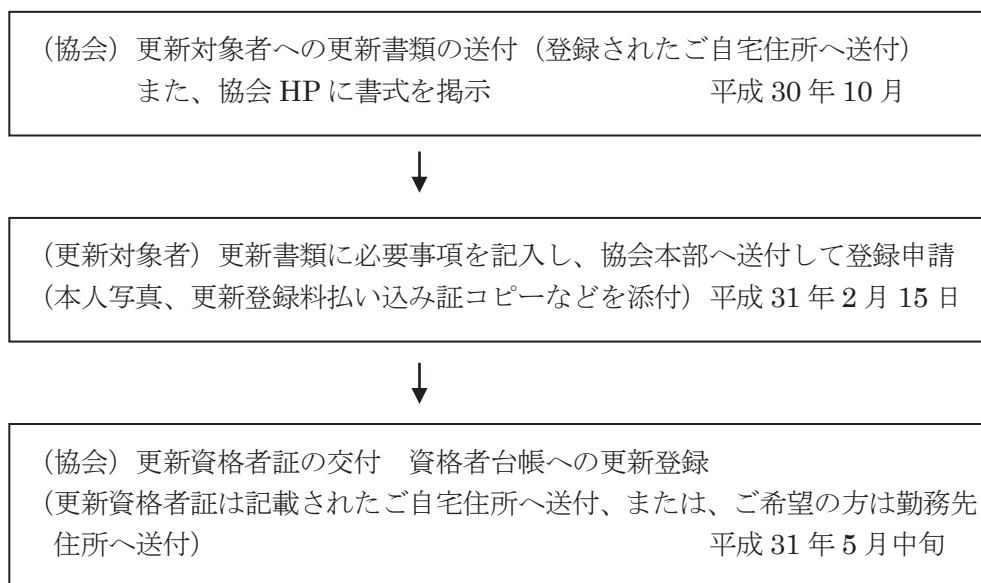 （協会）更新対象者への更新書類の送付（登録されたご自宅住所へ送付）
また、協会 HP に書式を掲示　平成 30 年 10 月
（更新対象者）更新書類に必要事項を記入し、協会本部へ送付して登録申請
（本人写真、更新登録料払い込み証コピーなどを添付）平成 31 年 2 月 15 日
（協会）更新資格者証の交付　資格者台帳への更新登録
（更新資格者証は記載されたご自宅住所へ送付、または、ご希望の方は勤務先
住所へ送付）　平成 31 年 5 月中旬